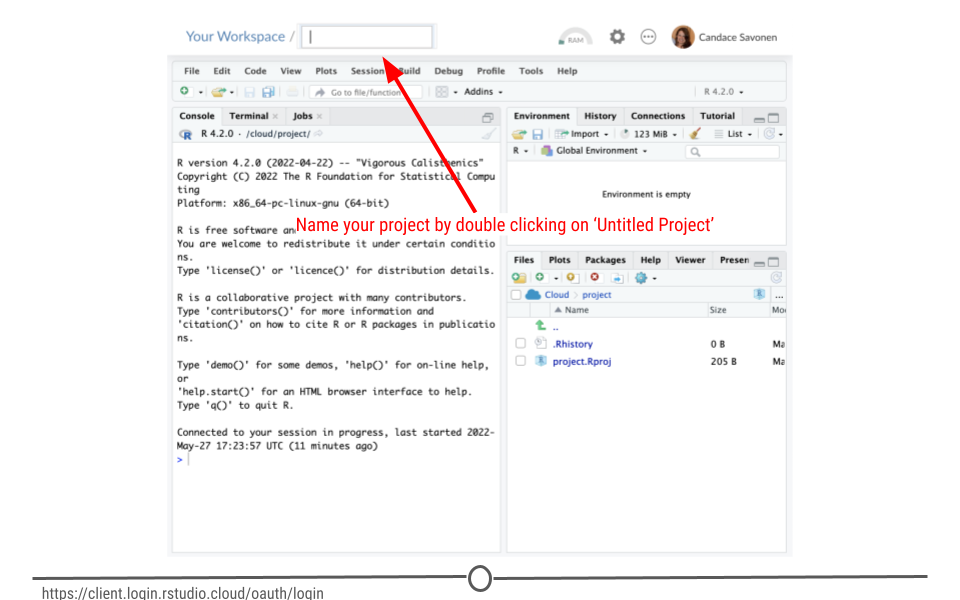 Your Workspace /
RAM
Candace Savonen
File Edit Code View Plots Session Build Debug Profile Tools Help
Go to file/function Addins R 4.2.0
Console Terminal Jobs
R 4.2.0 · /cloud/project/
R version 4.2.0 (2022-04-22) -- "Vigorous Calisthenics"
Copyright (C) 2022 The R Foundation for Statistical Compu
ting
Platform: x86_64-pc-linux-gnu (64-bit)
R is free software an
You are welcome to redistribute it under certain conditio
ns.
Type 'license()' or 'licence()' for distribution details.
R is a collaborative project with many contributors.
Type 'contributors()' for more information and
'citation()' on how to cite R or R packages in publicatio
ns.
Type 'demo()' for some demos, 'help()' for on-line help,
or
'help.start()' for an HTML browser interface to help.
Type 'q()' to quit R.
Connected to your session in progress, last started 2022-
May-27 17:23:57 UTC (11 minutes ago)
>
Name your project by double clicking on ‘Untitled Project’
Environment History Connections Tutorial
Import 123 MiB List
R Global Environment
Environment is empty
Files Plots Packages Help Viewer Presen
Cloud > project ...
Name Size Mo
..
.Rhistory 0 B Ma
project.Rproj 205 B Ma
https://client.login.rstudio.cloud/oauth/login